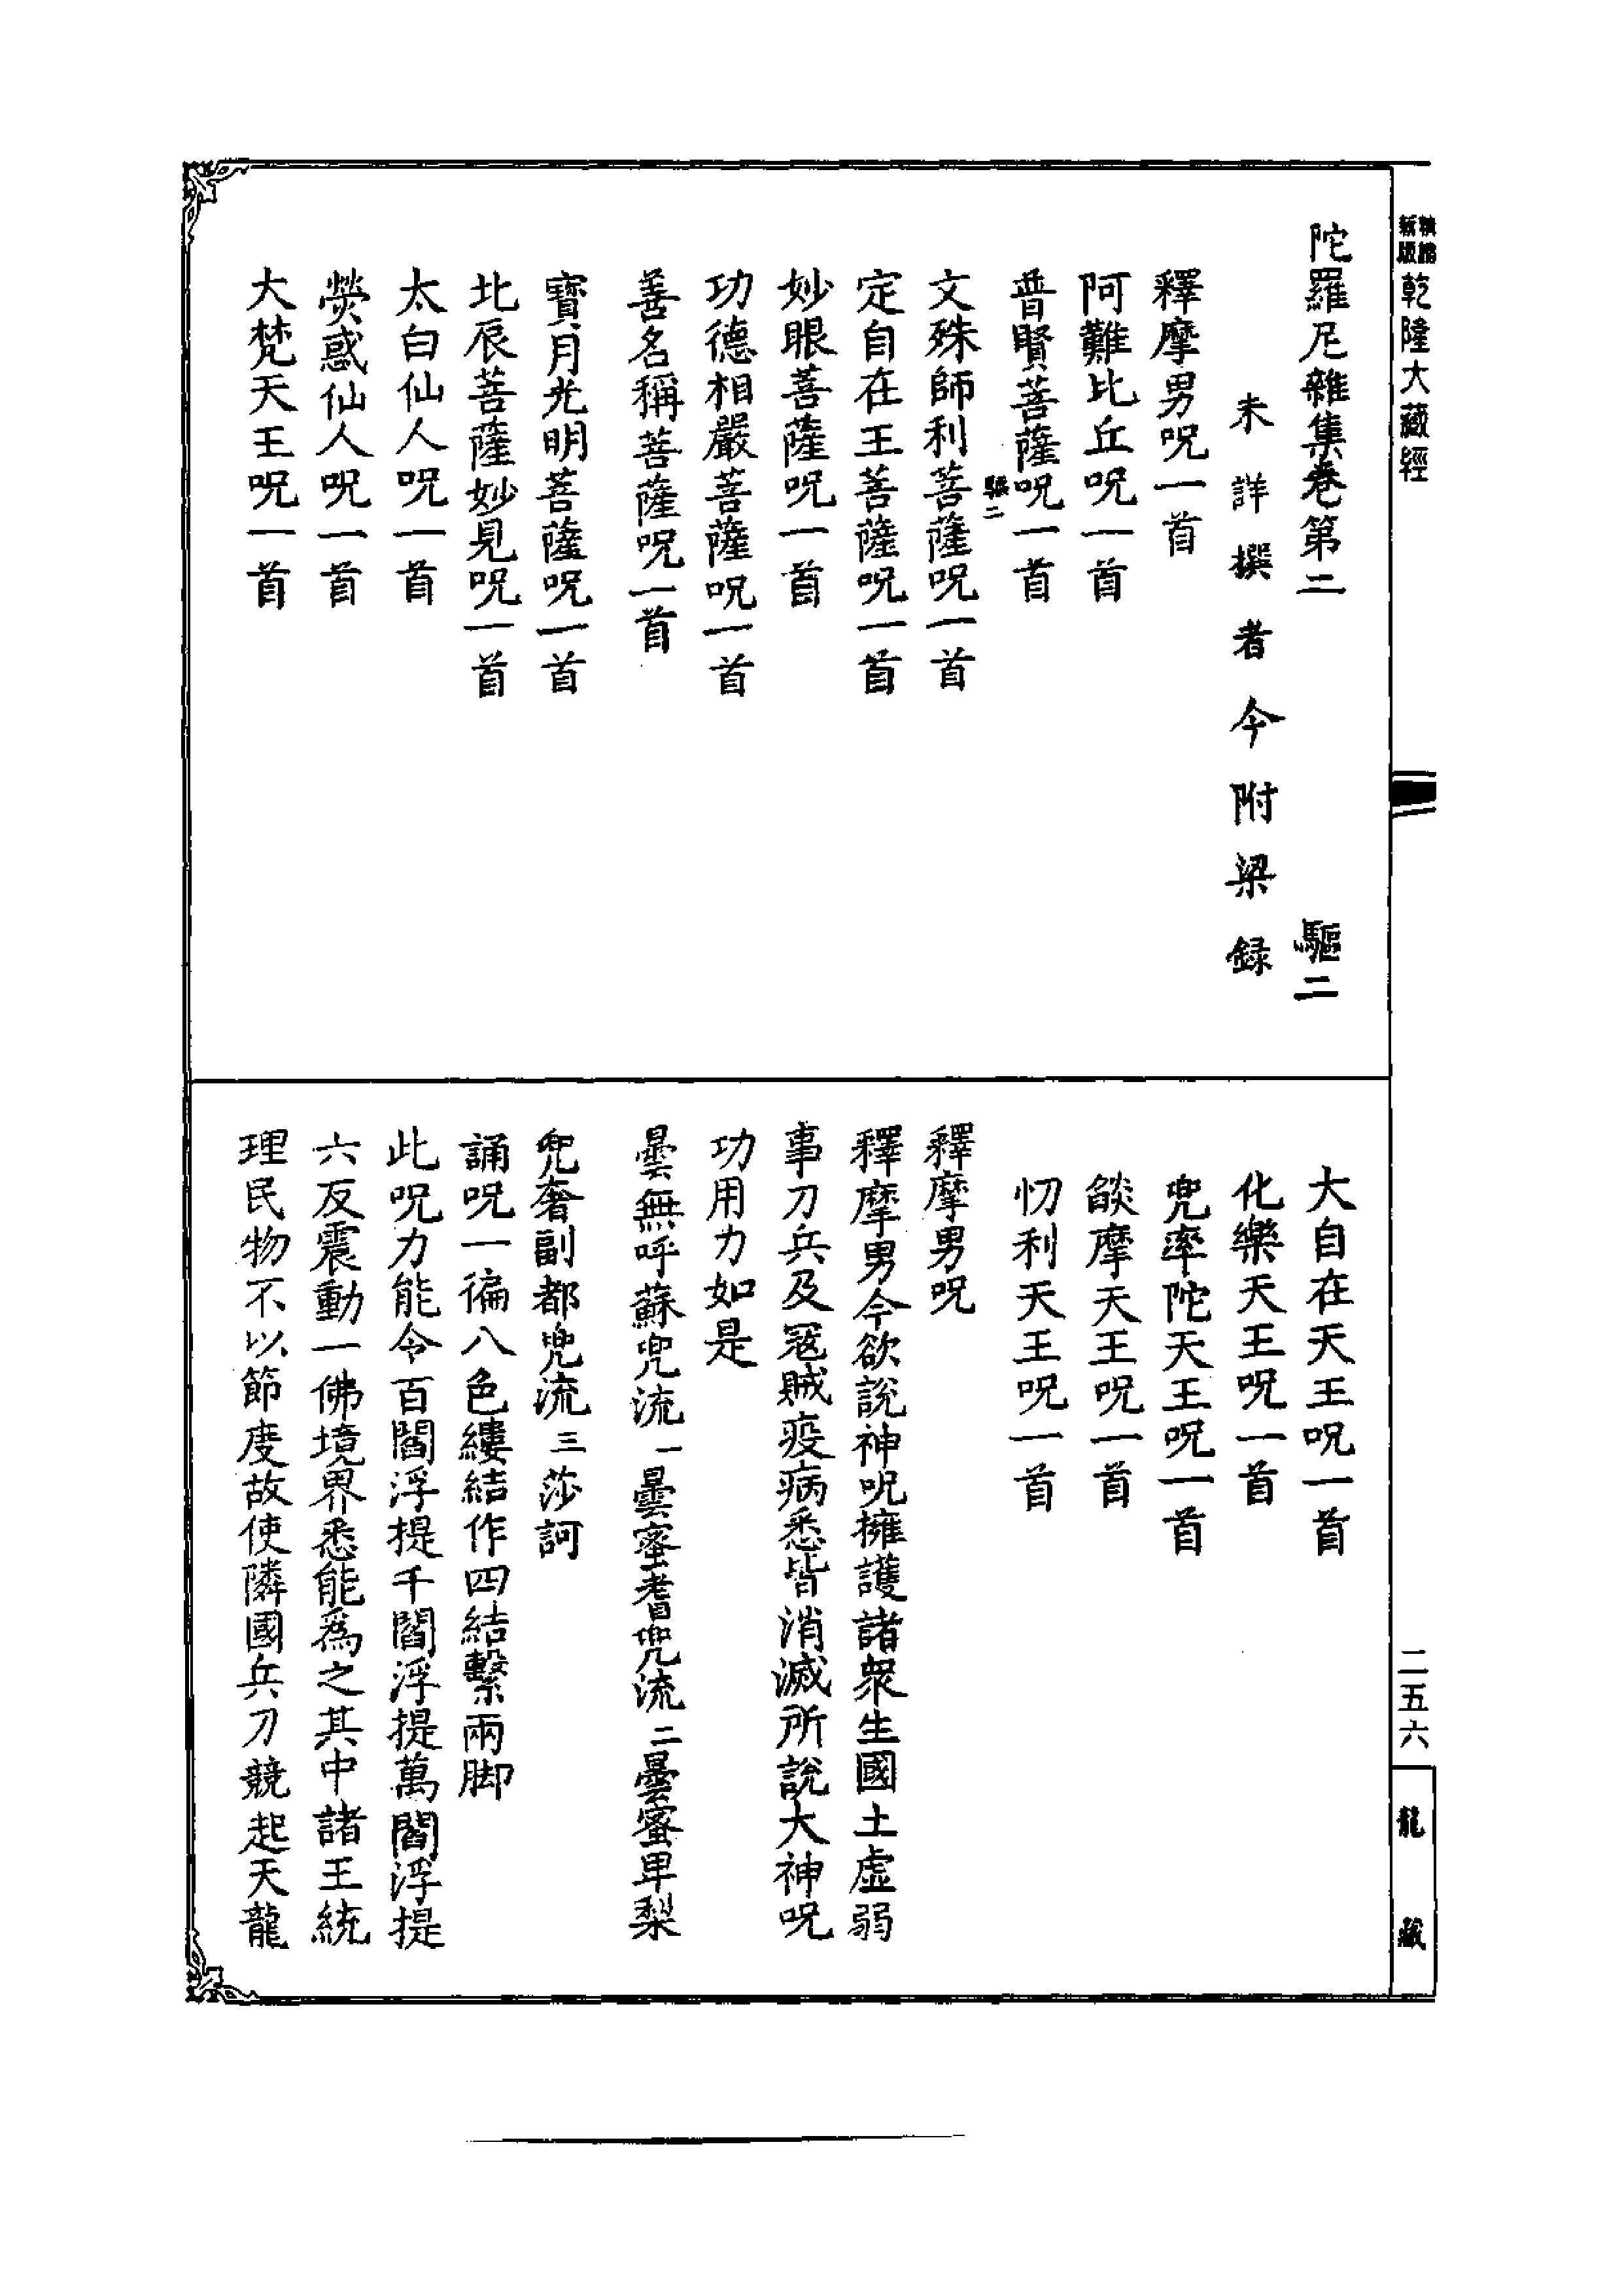 陀羅尼雜集卷第二 驅二
未詳撰者今附梁錄
釋摩男呪一首
阿難比丘呪一首
普賢菩薩呪一首
驅二
文殊師利菩薩呪一首
定自在王菩薩呪一首
妙眼菩薩呪一首
功德相嚴菩薩呪一首
善名稱菩薩呪一首
寶月光明菩薩呪一首
北辰菩薩妙見呪一首
太白仙人呪一首
熒惑仙人呪一首
大梵天王呪一首
大自在天王呪一首
化樂天王呪一首
兜率陀天王呪一首
燄摩天王呪一首
忉利天王呪一首
釋摩男呪
釋摩男今欲說神呪擁護諸衆生國土虛弱
事刀兵及寇賊疫病悉皆消滅所說大神呪
功用力如是
曇無呼蘇兜流一曇蜜耆兜流二曇蜜卑梨
兜奢副都兜流三莎訶
誦呪一徧八色縷結作四結繫兩脚
此呪力能令百閻浮提千閻浮提萬閻浮提
六反震動一佛境界悉能爲之其中諸王統
理民物不以節度故使隣國兵刀競起天龍
新版 精縮
乾隆大藏經
二五六
龍藏